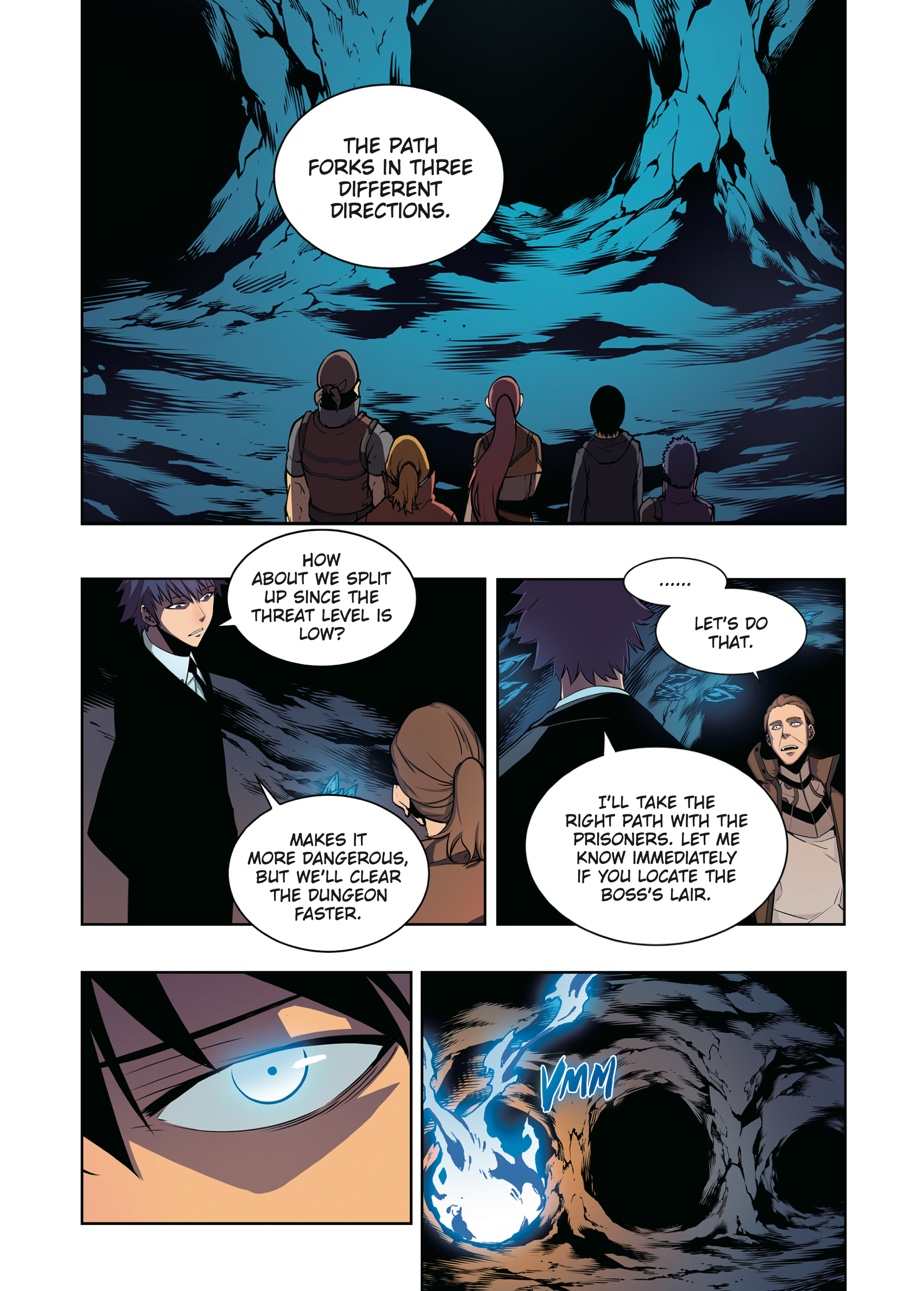 THE PATH
FORKS IN THREE
DIFFERENT
DIRECTIONS.
HOW
ABOUT WE SPLIT
UP SINCE THE
THREAT LEVEL IS
LOW?
MAKES IT
MORE DANGEROUS,
BUT WE'LL CLEAR
THE DUNGEON
FASTER.
......
LET'S DO
THAT.
I'LL TAKE THE
RIGHT PATH WITH THE
PRISONERS. LET ME
KNOW IMMEDIATELY
IF YOU LOCATE THE
BOSS'S LAIR.
VMM